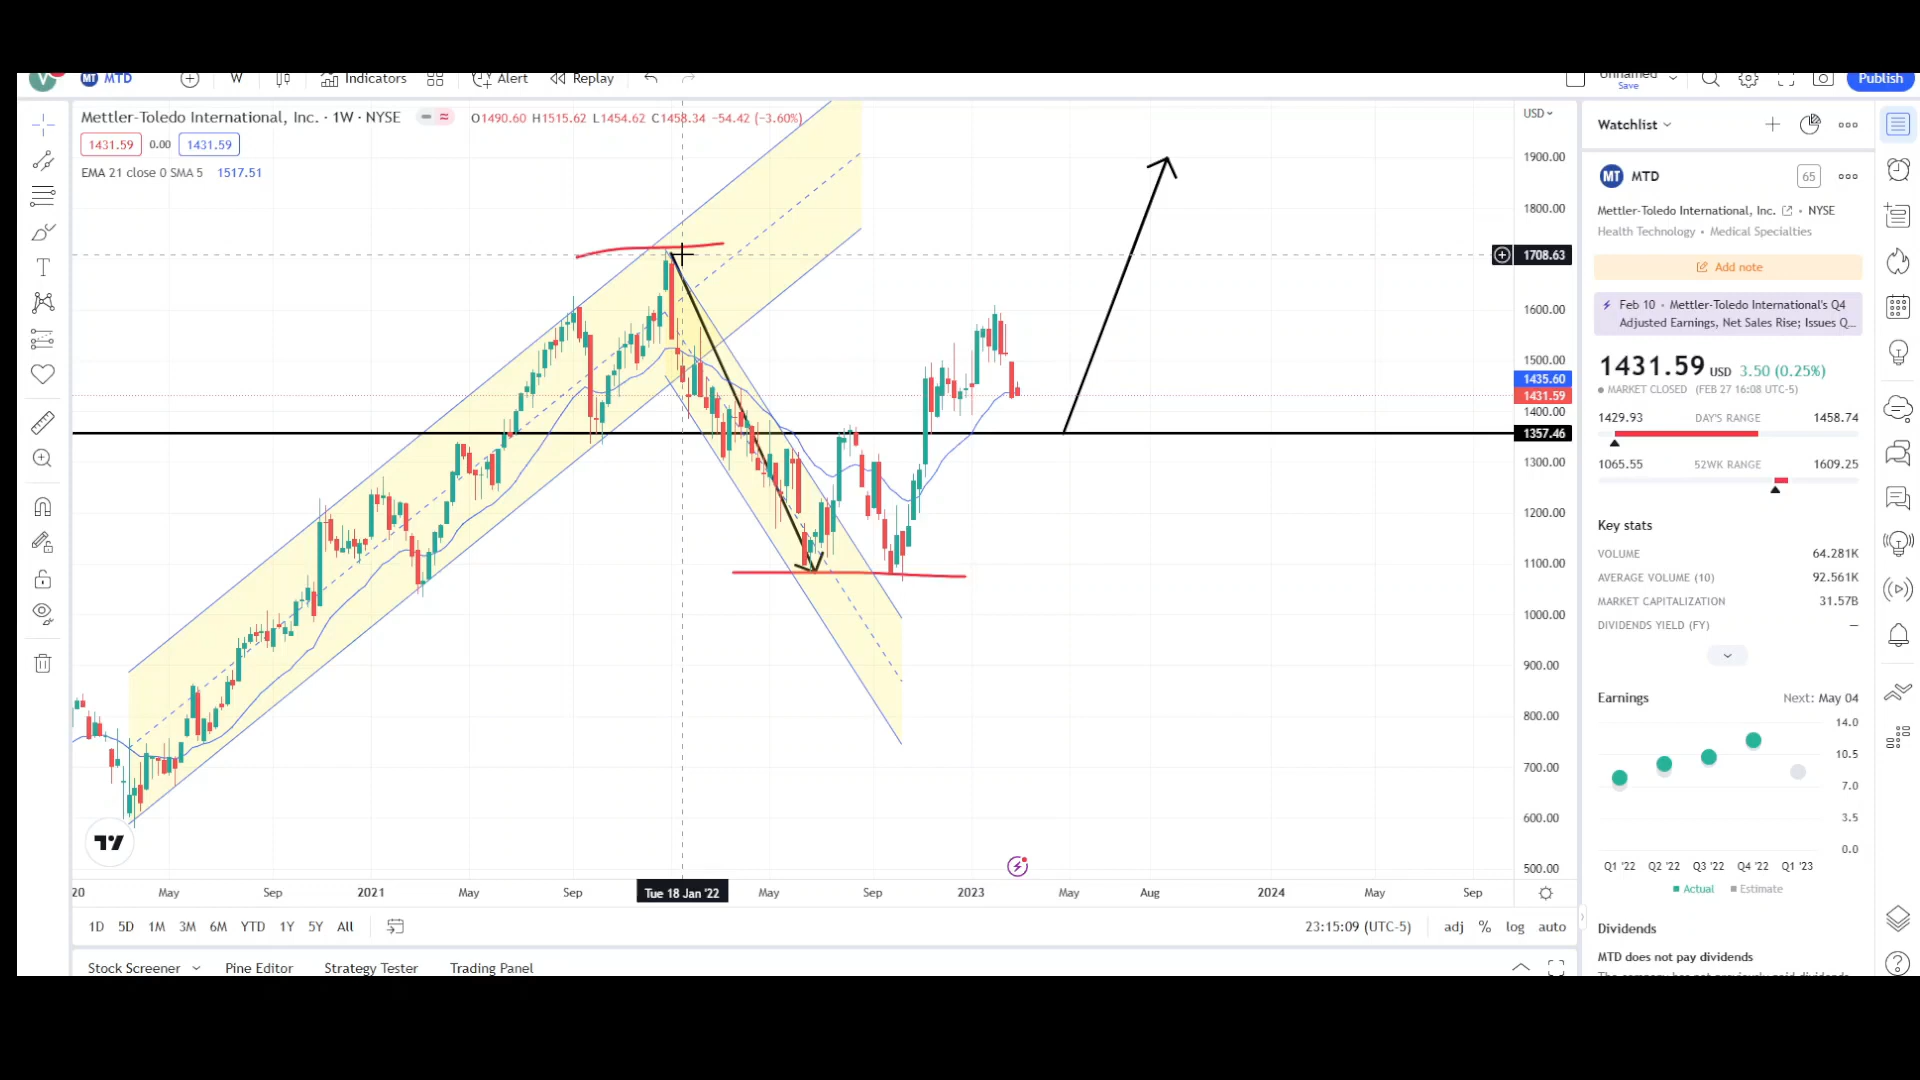 V MT MTD W Indicators Alert Replay Unnamed Save Publish
Mettler-Toledo International, Inc. · 1W · NYSE O1490.60 H1515.62 L1454.62 C1458.34 −54.42 (−3.60%)
1431.59 0.00 1431.59
EMA 21 close 0 SMA 5 1517.51
USD
1900.00
1800.00
1708.63
1600.00
1500.00
1435.60
1431.59
1400.00
1357.46
1300.00
1200.00
1100.00
1000.00
900.00
800.00
700.00
600.00
500.00
20 May Sep 2021 May Sep Tue 18 Jan '22 May Sep 2023 May Aug 2024 May Sep
1D 5D 1M 3M 6M YTD 1Y 5Y All 23:15:09 (UTC-5) adj % log auto
Stock Screener Pine Editor Strategy Tester Trading Panel
Watchlist
MT MTD 65
Mettler-Toledo International, Inc. • NYSE
Health Technology • Medical Specialties
Add note
Feb 10 • Mettler-Toledo International's Q4
Adjusted Earnings, Net Sales Rise; Issues Q...
1431.59 USD 3.50 (0.25%)
MARKET CLOSED (FEB 27 16:08 UTC-5)
1429.93 DAY'S RANGE 1458.74
1065.55 52WK RANGE 1609.25
Key stats
VOLUME 64.281K
AVERAGE VOLUME (10) 92.561K
MARKET CAPITALIZATION 31.57B
DIVIDENDS YIELD (FY) —
Earnings Next: May 04
14.0
10.5
7.0
3.5
0.0
Q1 '22 Q2 '22 Q3 '22 Q4 '22 Q1 '23
Actual Estimate
Dividends
MTD does not pay dividends